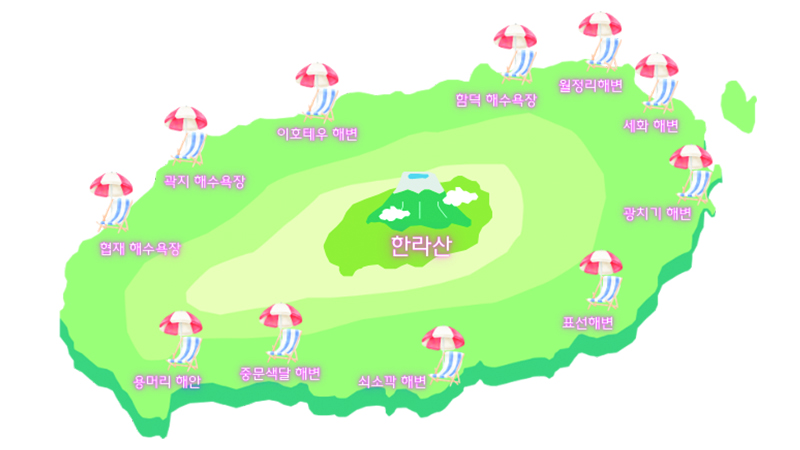 월정리해변
함덕 해수욕장
세화 해변
이호테우 해변
곽지 해수욕장
광치기 해변
협재 해수욕장
한라산
표선해변
용머리 해안
중문색달 해변
쇠소깍 해변